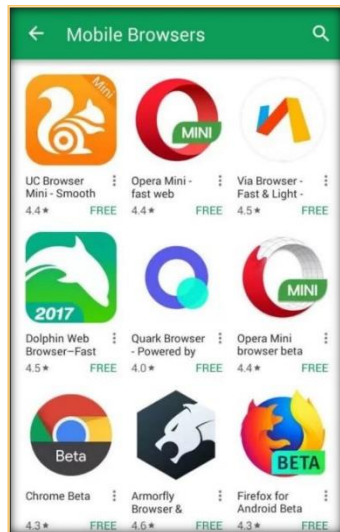 Mobile Browsers
Mini
MINI
UC Browser
Mini - Smooth
4.4★ FREE
Opera Mini -
fast web
4.4★ FREE
Via Browser -
Fast & Light -
4.5★ FREE
2017
MINI
Dolphin Web
Browser–Fast
4.5★ FREE
Quark Browser
- Powered by
4.0★ FREE
Opera Mini
browser beta
4.4★ FREE
Beta
BETA
Chrome Beta
4.3★ FREE
Armorfly
Browser &
4.6★ FREE
Firefox for
Android Beta
4.3★ FREE